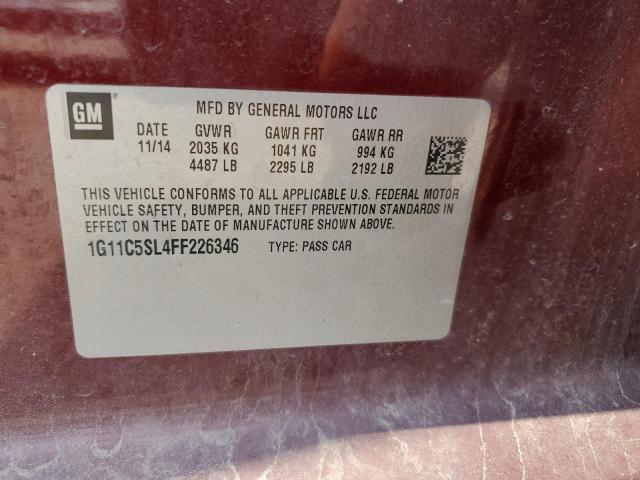 GM ®
MFD BY GENERAL MOTORS LLC
DATE GVWR GAWR FRT GAWR RR
11/14 2035 KG 1041 KG 994 KG
4487 LB 2295 LB 2192 LB
THIS VEHICLE CONFORMS TO ALL APPLICABLE U.S. FEDERAL MOTOR
VEHICLE SAFETY, BUMPER, AND THEFT PREVENTION STANDARDS IN
EFFECT ON THE DATE OF MANUFACTURE SHOWN ABOVE.
1G11C5SL4FF226346 TYPE: PASS CAR